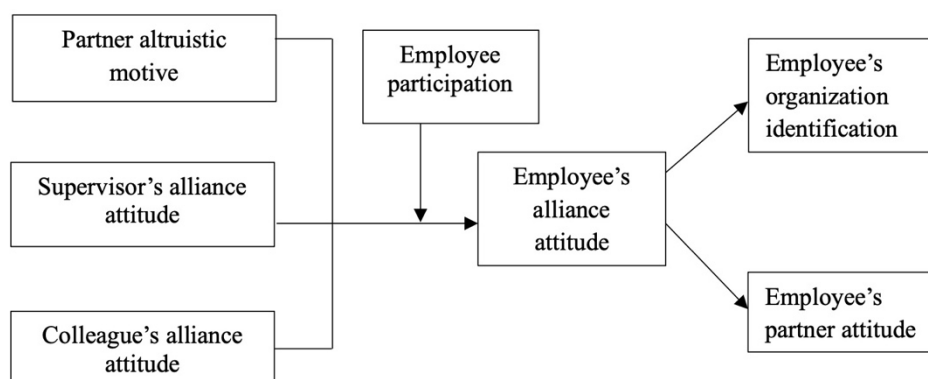 Partner altruistic
motive
Employee
participation
Employee’s
organization
identification
Supervisor’s alliance
attitude
Employee’s
alliance
attitude
Colleague’s alliance
attitude
Employee’s
partner attitude